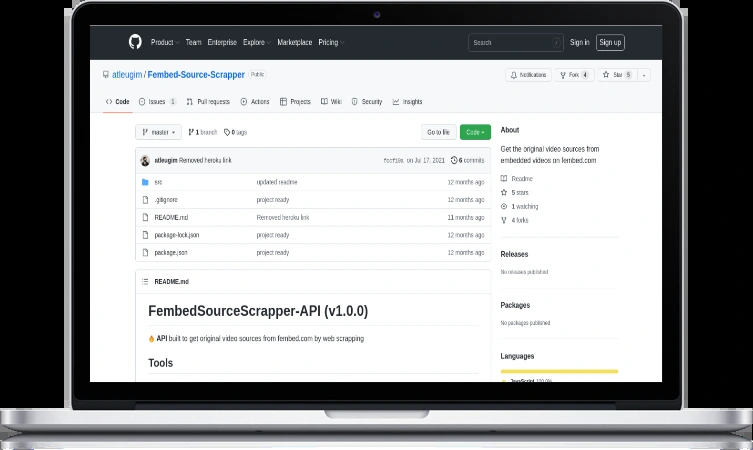 Product Team Enterprise Explore Marketplace Pricing Search / Sign in Sign up
atleugim / Fembed-Source-Scrapper Public Notifications Fork 4 Star 5
Code Issues 1 Pull requests Actions Projects Wiki Security Insights
master 1 branch 0 tags Go to file Code
atleugim Removed heroku link on Jul 17, 2021 6 commits
src updated readme 12 months ago
.gitignore project ready 12 months ago
README.md Removed heroku link 11 months ago
package-lock.json project ready 12 months ago
package.json project ready 12 months ago
README.md
FembedSourceScrapper-API (v1.0.0)
API built to get original video sources from fembed.com by web scrapping
Tools
About
Get the original video sources from
embedded videos on fembed.com
Readme
5 stars
1 watching
4 forks
Releases
No releases published
Packages
No packages published
Languages
JavaScript 100.0%